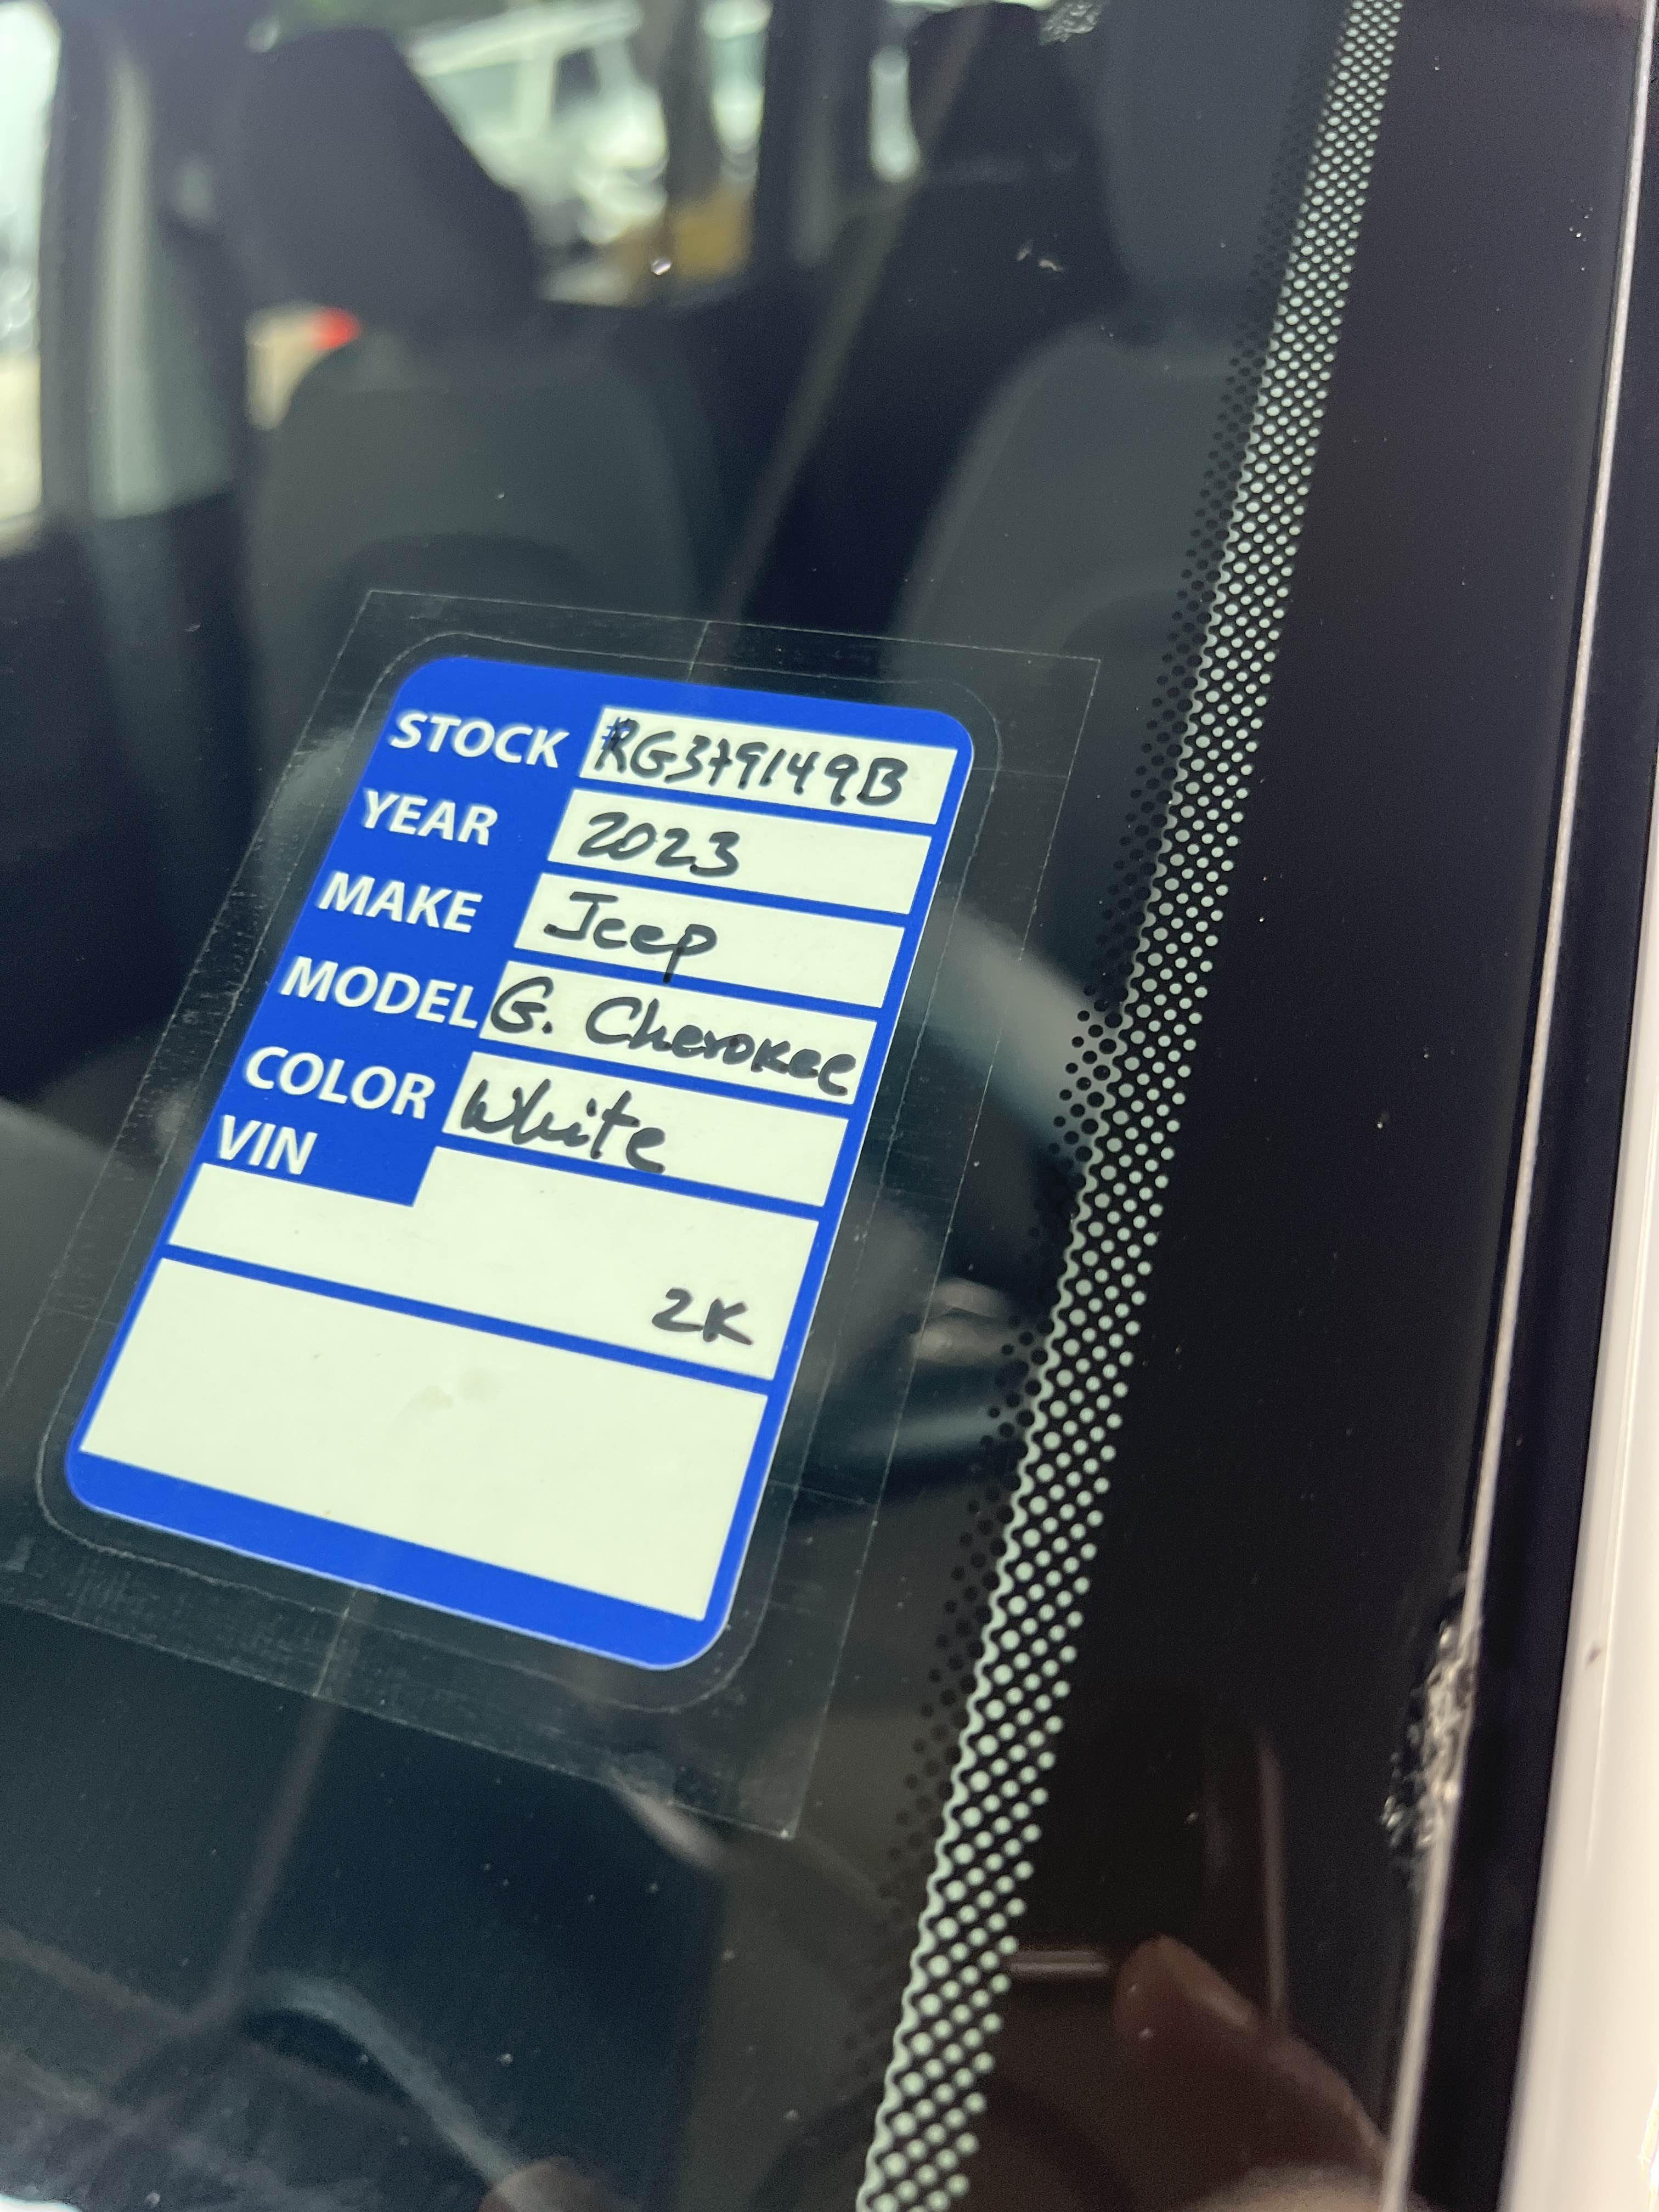 STOCK RG379149B
YEAR 2023
MAKE Jeep
MODEL G. Cherokee
COLOR White
VIN
2K